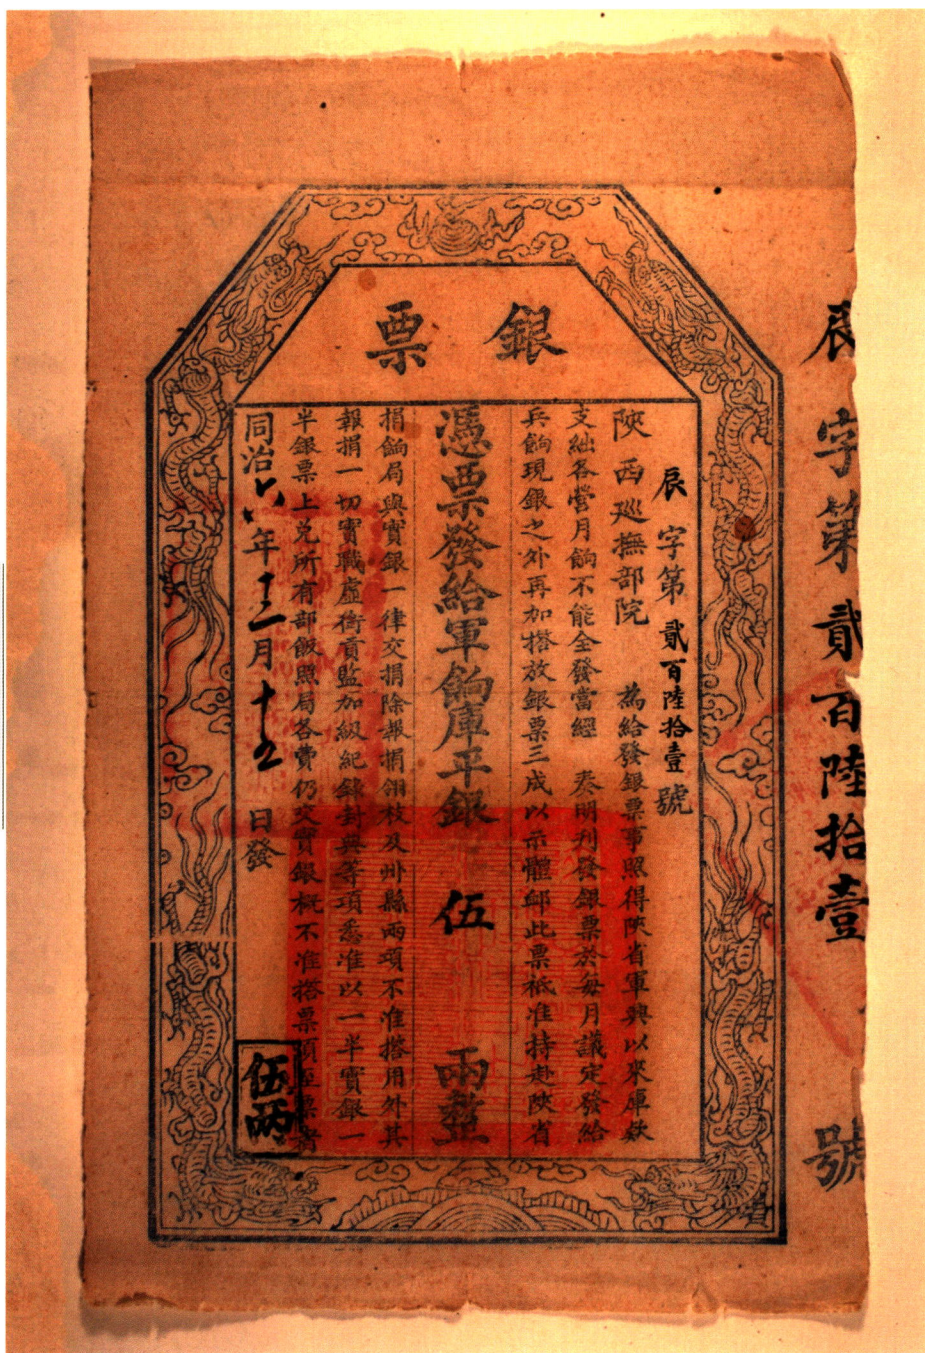 辰字第貳百陸拾壹號
銀票
辰字第貳百陸拾壹號
陝西巡撫部院 為給發銀票事照得陝省軍興以來庫款
支絀各營月餉不能全發當經 奏明刋發銀票於每月議定發給
兵餉現銀之外再加搭放銀票三成以示體卹此票祗准持赴陝省
憑票發給軍餉庫平銀 伍 兩整
捐餉局與實銀一律交捐除報捐翎枝及州縣兩項不准搭用外其
報捐一切實職虛銜貢監加級紀錄封典等項悉准以一半實銀一
半銀票上兌所有部飯照局各費仍交實銀概不准搭票須至票者
同治六年十二月十五日發
伍兩